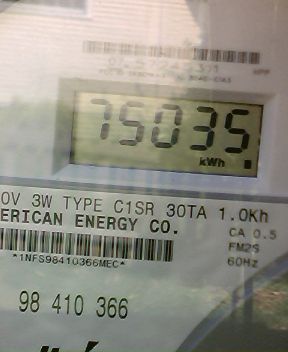 75035
kWh
0V 3W TYPE C1SR 30TA 1.0Kh
ERICAN ENERGY CO.
CA 0.5
FM2S
60Hz
*1NFS98410366MEC*
98 410 366